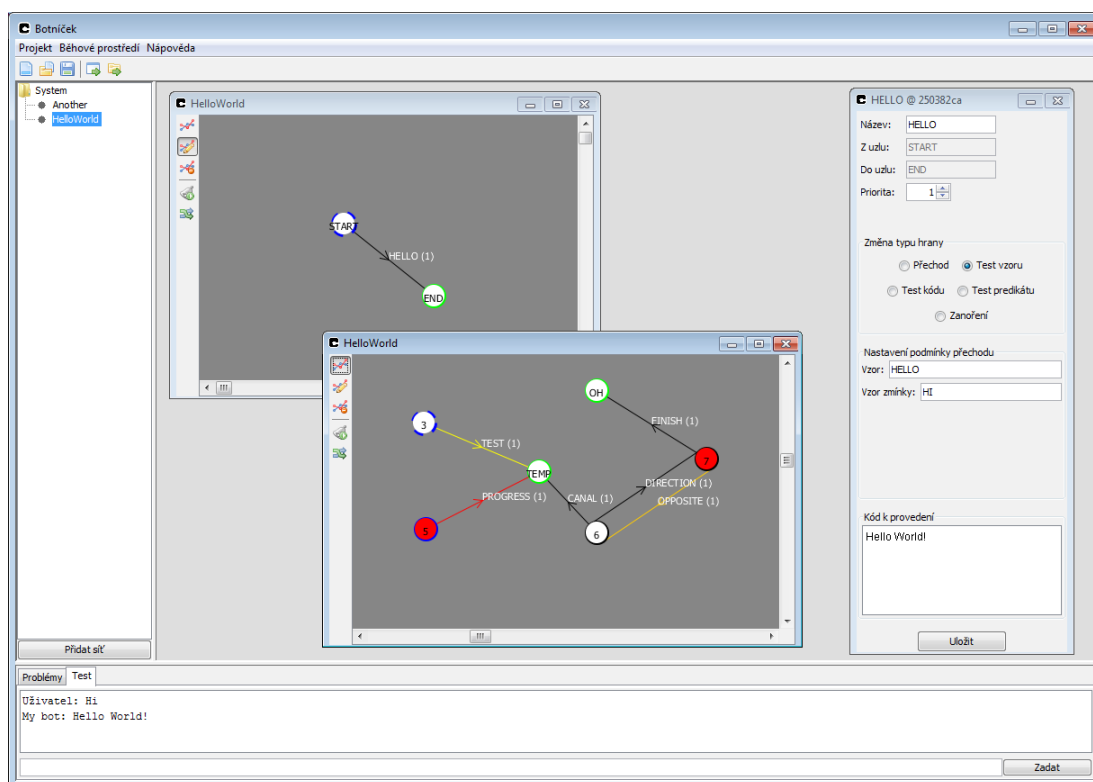 Botníček
Projekt Běhové prostředí Nápověda
System
Another
HelloWorld
Přidat síť
HelloWorld
START
HELLO (1)
END
HelloWorld
OH
3
FINISH (1)
TEST (1)
7
TEMP
DIRECTION (1)
PROGRESS (1)
CANAL (1)
OPPOSITE (1)
5
6
HELLO @ 250382ca
Název: HELLO
Z uzlu: START
Do uzlu: END
Priorita: 1
Změna typu hrany
Přechod Test vzoru
Test kódu Test predikátu
Zanoření
Nastavení podmínky přechodu
Vzor: HELLO
Vzor zmínky: HI
Kód k provedení
Hello World!
Uložit
Problémy Test
Uživatel: Hi
My bot: Hello World!
Zadat